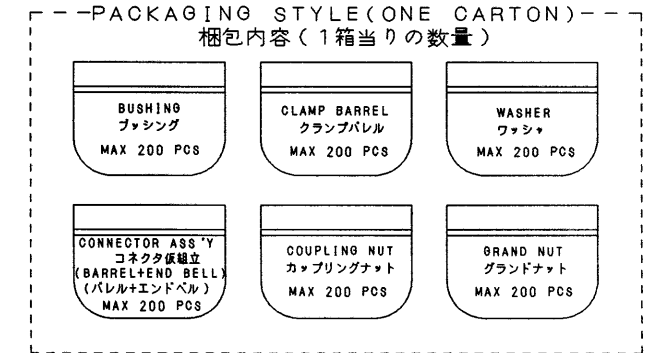 PACKAGING STYLE(ONE CARTON)
梱包内容(1箱当りの数量)
BUSHING
ブッシング
MAX 200 PCS
CLAMP BARREL
クランプバレル
MAX 200 PCS
WASHER
ワッシャ
MAX 200 PCS
CONNECTOR ASS'Y
コネクタ仮組立
(BARREL+END BELL)
(バレル+エンドベル)
MAX 200 PCS
COUPLING NUT
カップリングナット
MAX 200 PCS
GRAND NUT
グランドナット
MAX 200 PCS